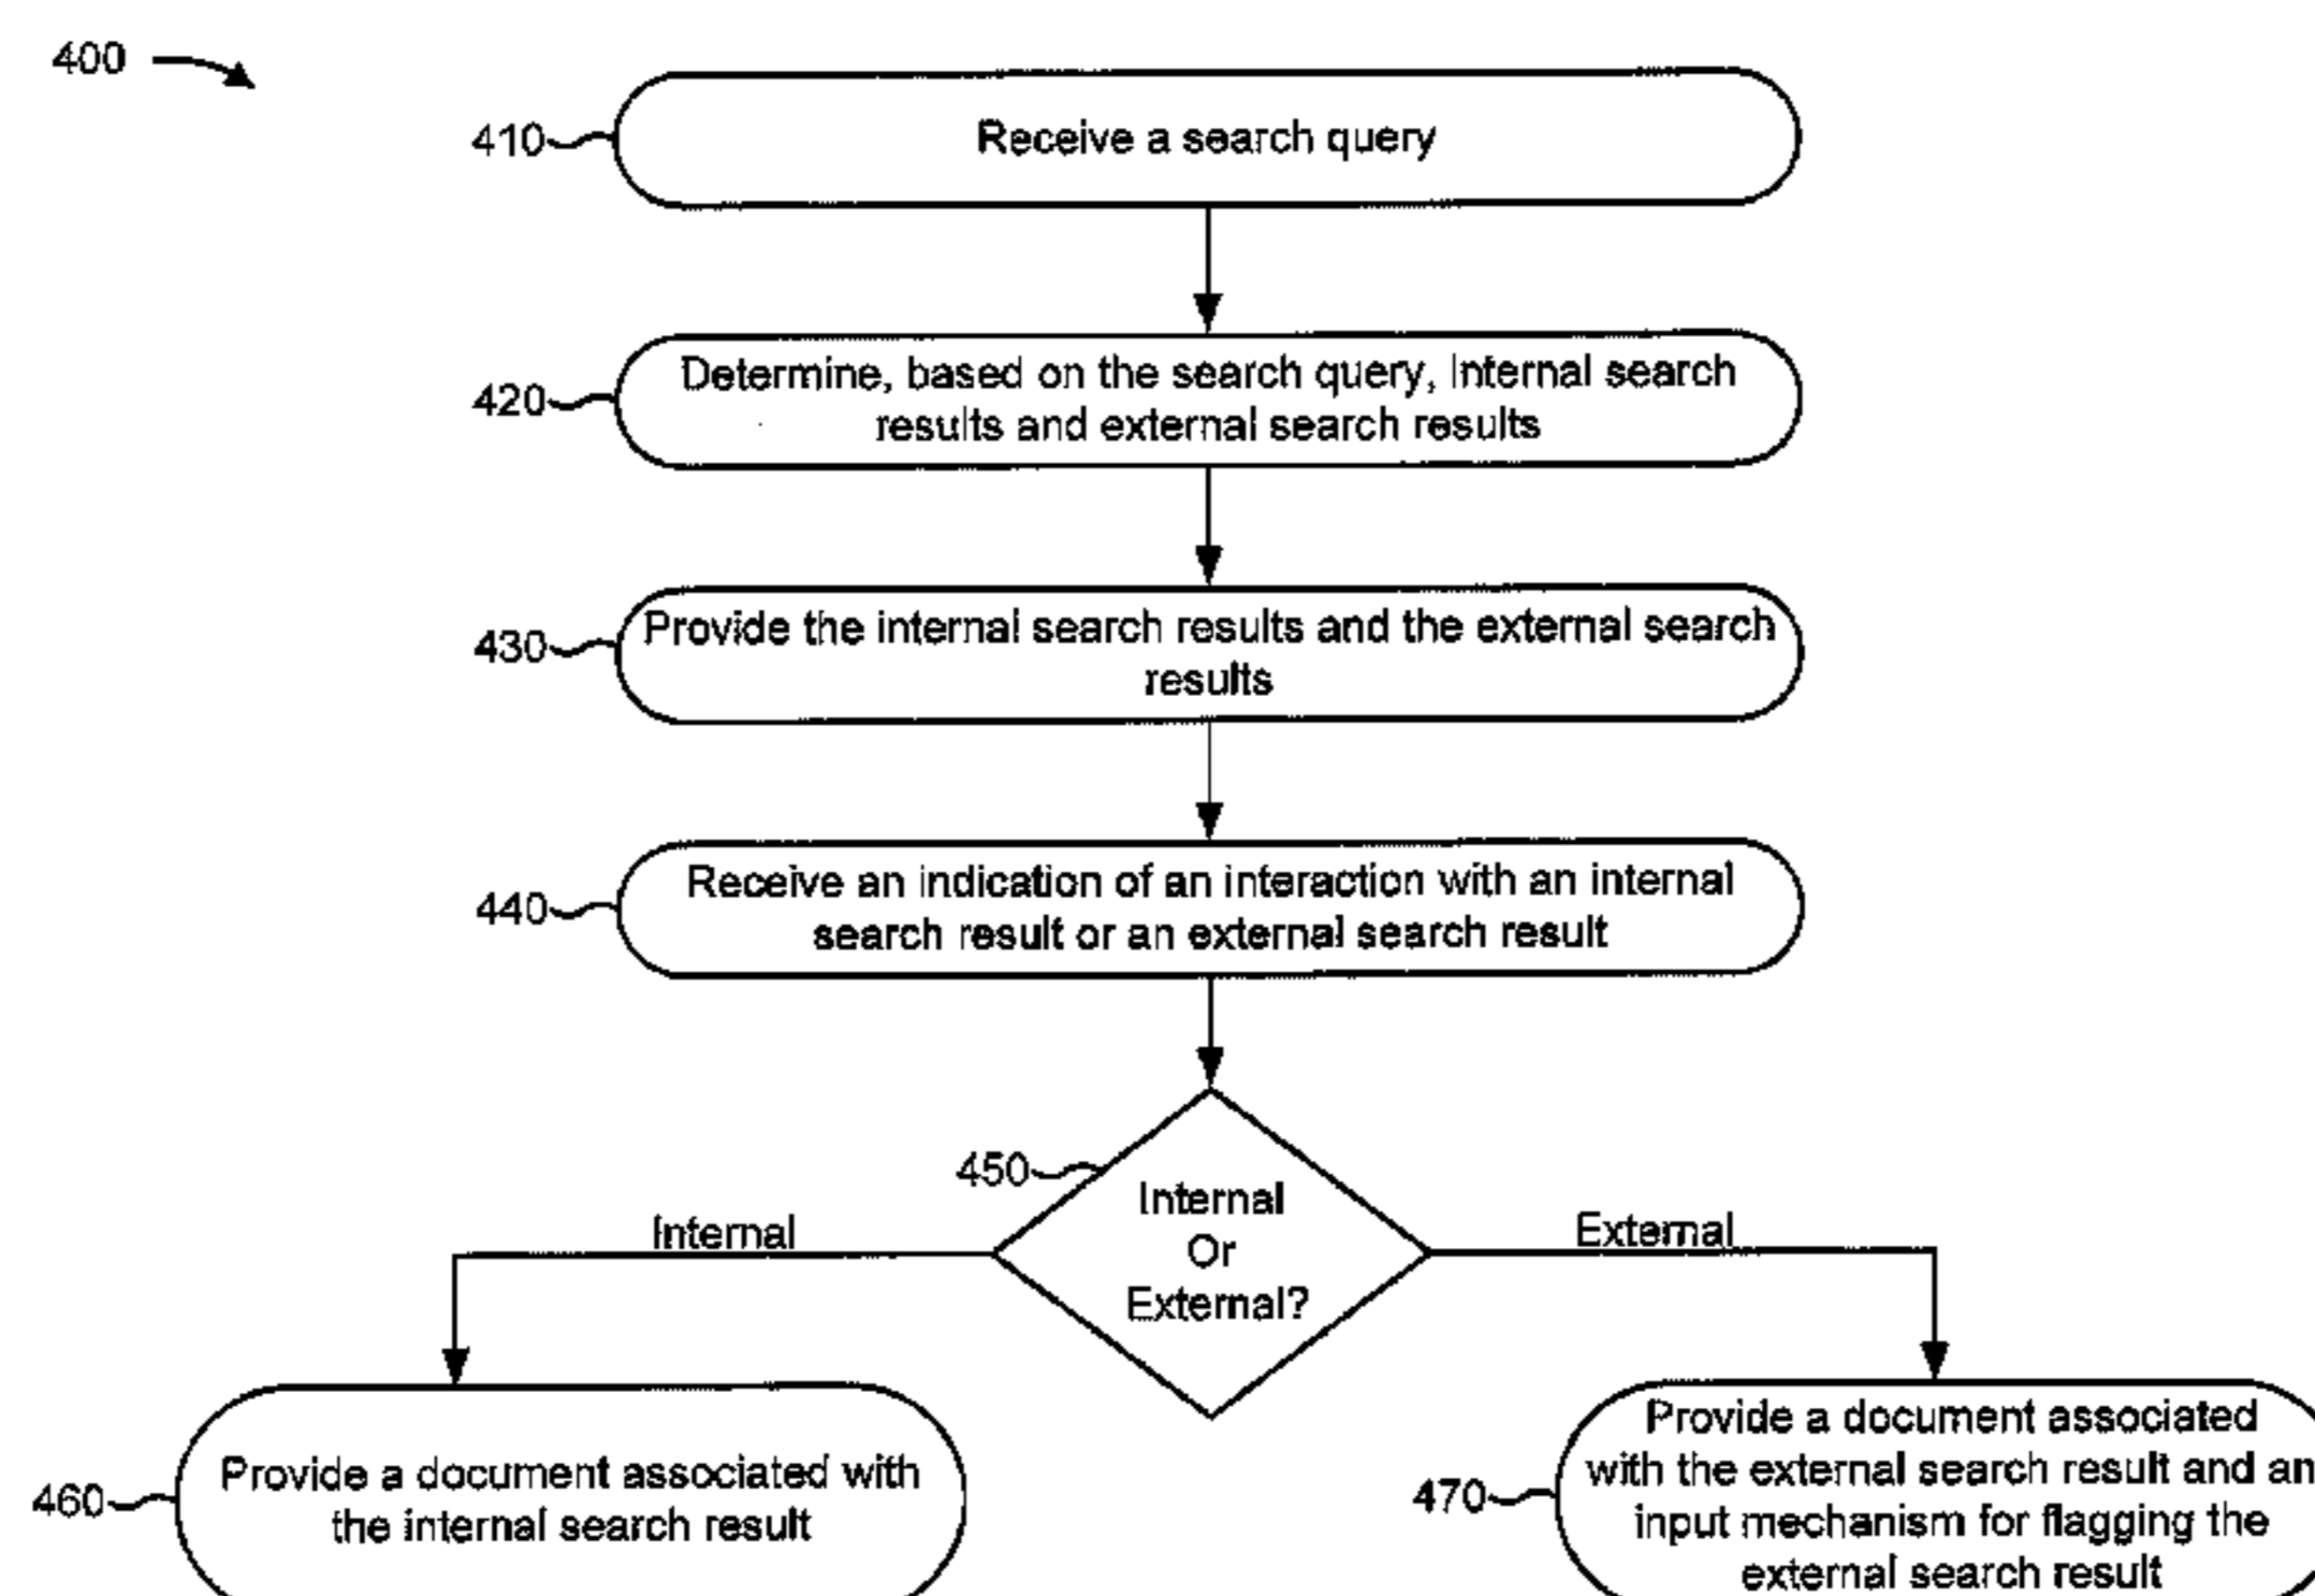 400
410
Receive a search query
420
Determine, based on the search query, Internal search
results and external search results
430
Provide the internal search results and the external search
results
440
Receive an indication of an interaction with an internal
search result or an external search result
450
Internal
Or
External?
Internal
External
460
Provide a document associated with
the internal search result
470
Provide a document associated
with the external search result and an
input mechanism for flagging the
external search result